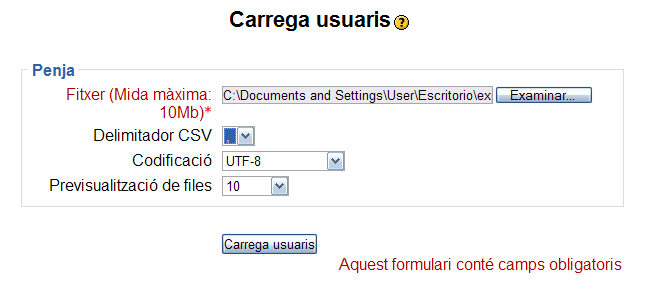 Carrega usuaris
Penja
Fitxer (Mida màxima: 10Mb)*
C:\Documents and Settings\User\Escritorio\ex
Examinar...
Delimitador CSV
Codificació UTF-8
Previsualització de files 10
Carrega usuaris
Aquest formulari conté camps obligatoris